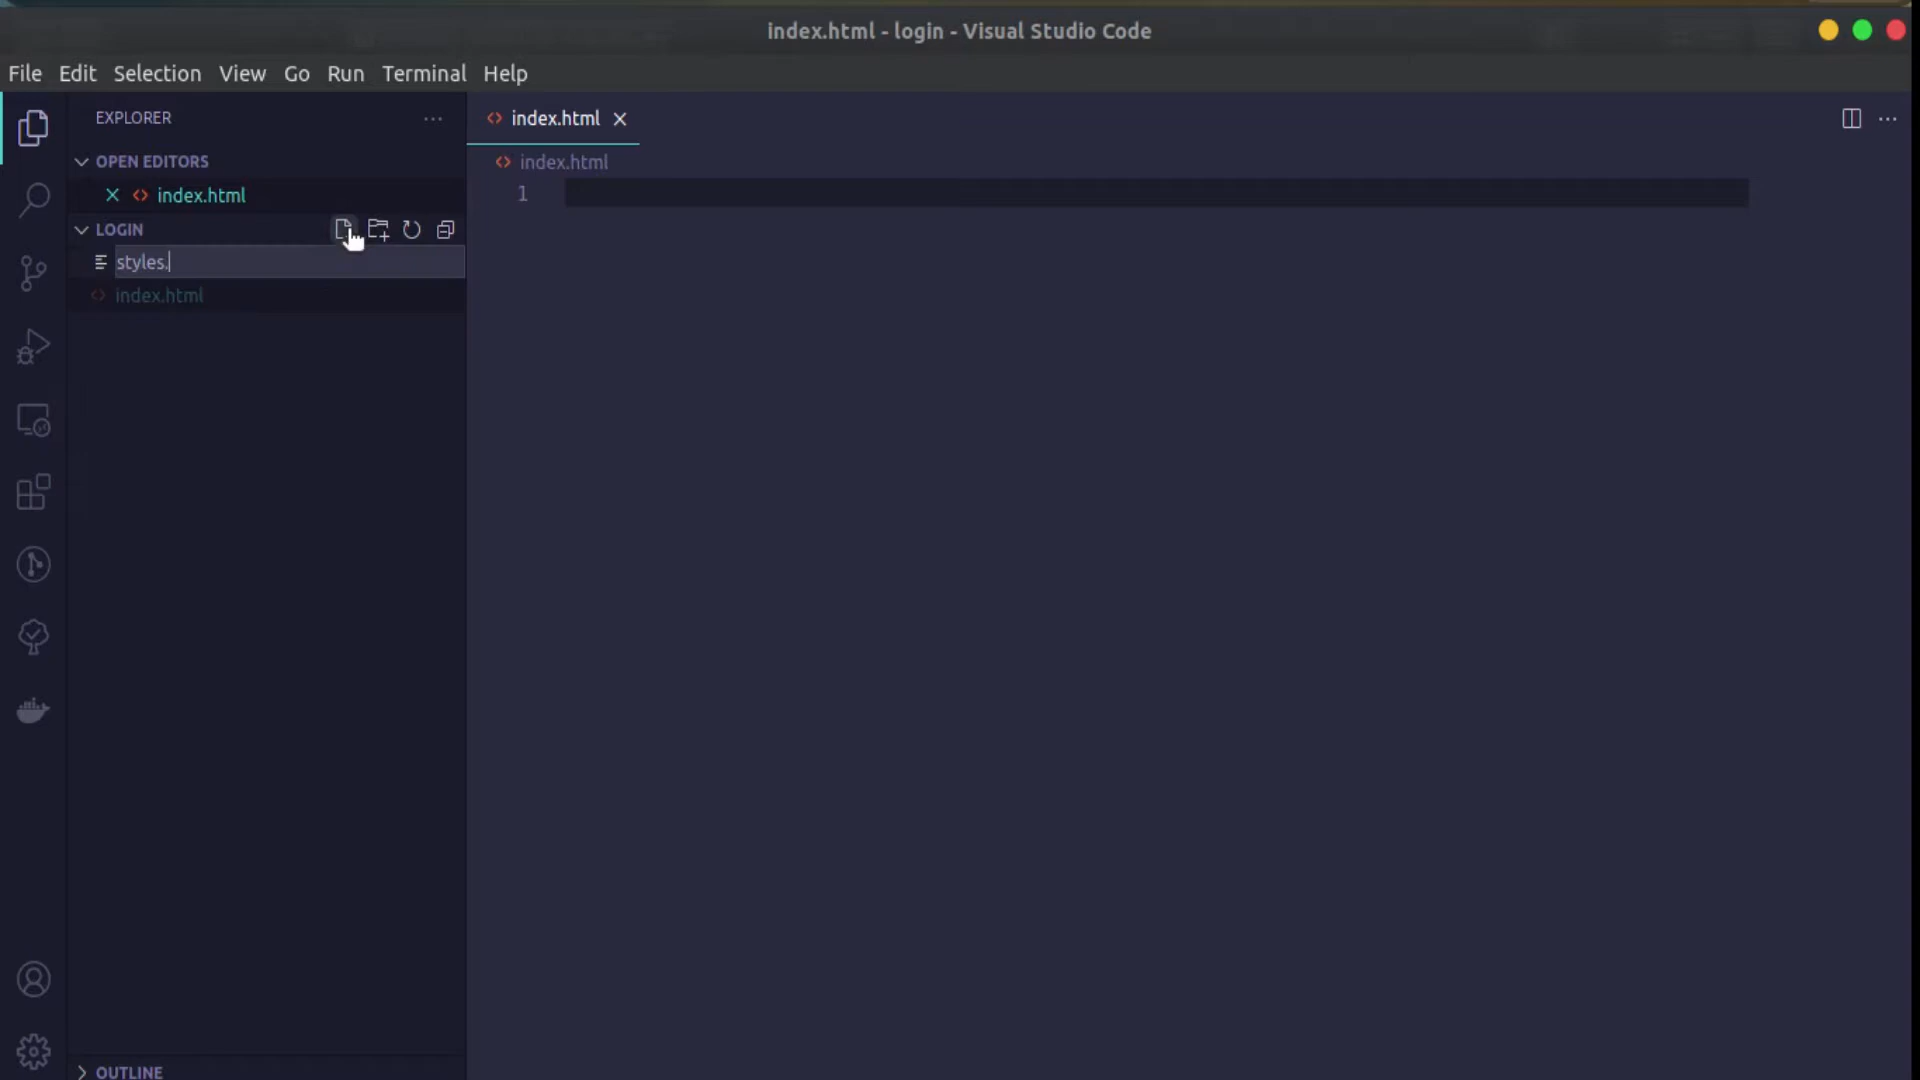 index.html - login - Visual Studio Code
File Edit Selection View Go Run Terminal Help
EXPLORER
index.html
OPEN EDITORS
index.html
index.html
1
LOGIN
styles.
index.html
OUTLINE